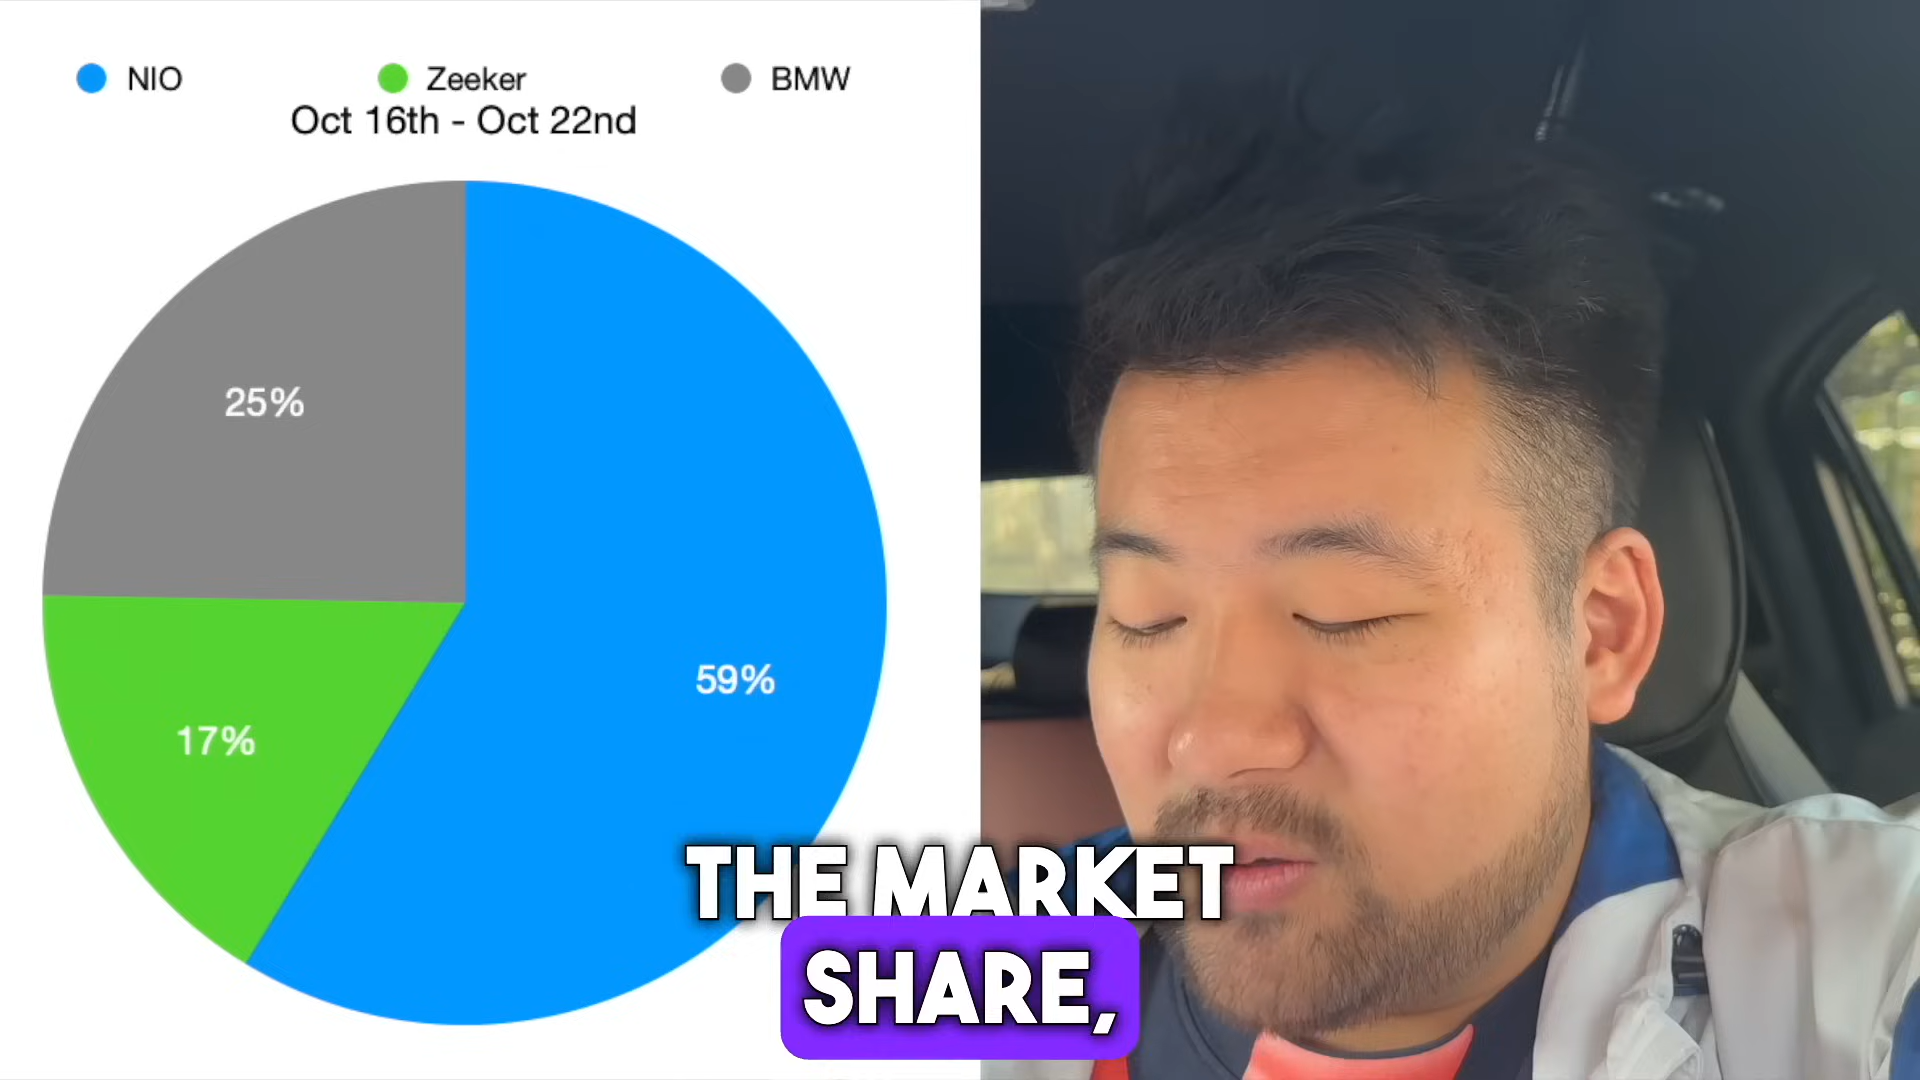 NIO
Zeeker
BMW
Oct 16th - Oct 22nd
25%
59%
17%
THE MARKET
SHARE,